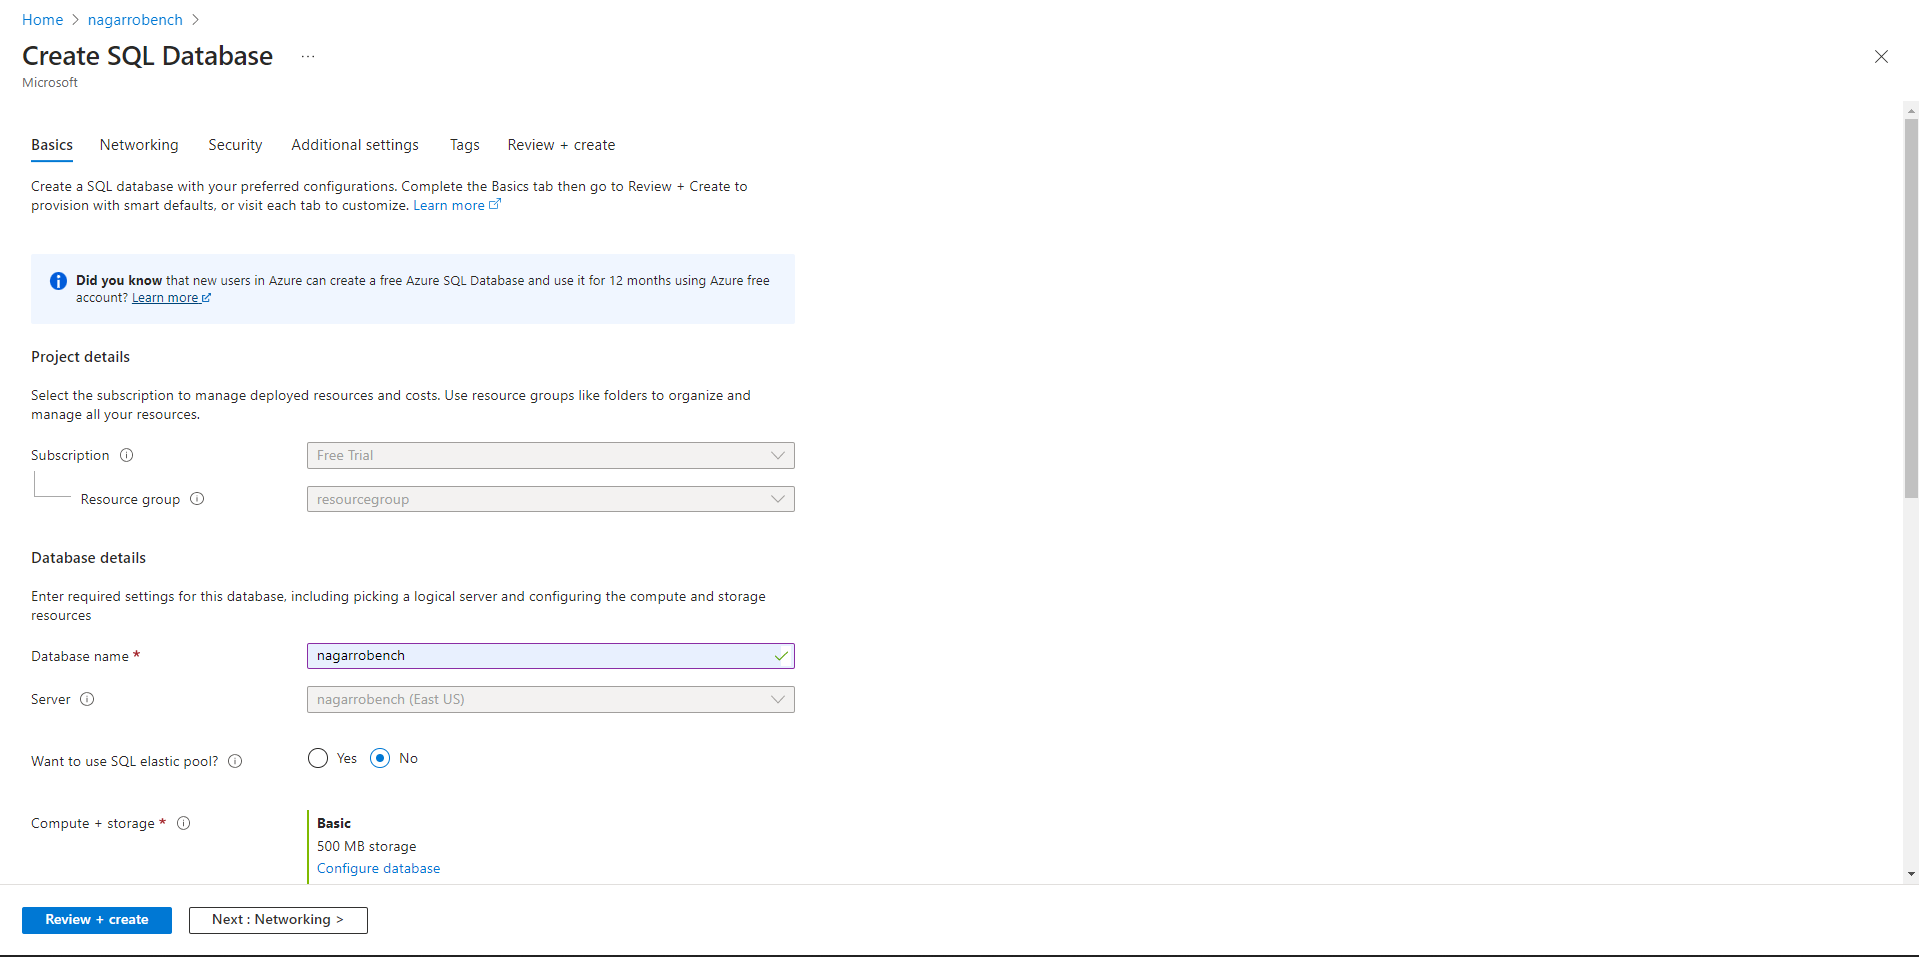 Home > nagarrobench >
Create SQL Database ...
Microsoft
Basics Networking Security Additional settings Tags Review + create
Create a SQL database with your preferred configurations. Complete the Basics tab then go to Review + Create to
provision with smart defaults, or visit each tab to customize. Learn more
Did you know that new users in Azure can create a free Azure SQL Database and use it for 12 months using Azure free
account? Learn more
Project details
Select the subscription to manage deployed resources and costs. Use resource groups like folders to organize and
manage all your resources.
Subscription Free Trial
Resource group resourcegroup
Database details
Enter required settings for this database, including picking a logical server and configuring the compute and storage
resources
Database name * nagarrobench
Server nagarrobench (East US)
Want to use SQL elastic pool? Yes No
Compute + storage * Basic
500 MB storage
Configure database
Review + create Next : Networking >